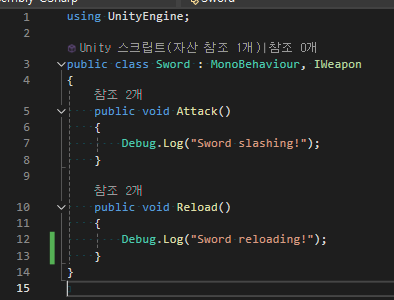 Sword
1 using UnityEngine;
2
Unity 스크립트(자산 참조 1개)|참조 0개
3 public class Sword : MonoBehaviour, IWeapon
4 {
참조 2개
5 public void Attack()
6 {
7 Debug.Log("Sword slashing!");
8 }
9
참조 2개
10 public void Reload()
11 {
12 Debug.Log("Sword reloading!");
13 }
14 }
15